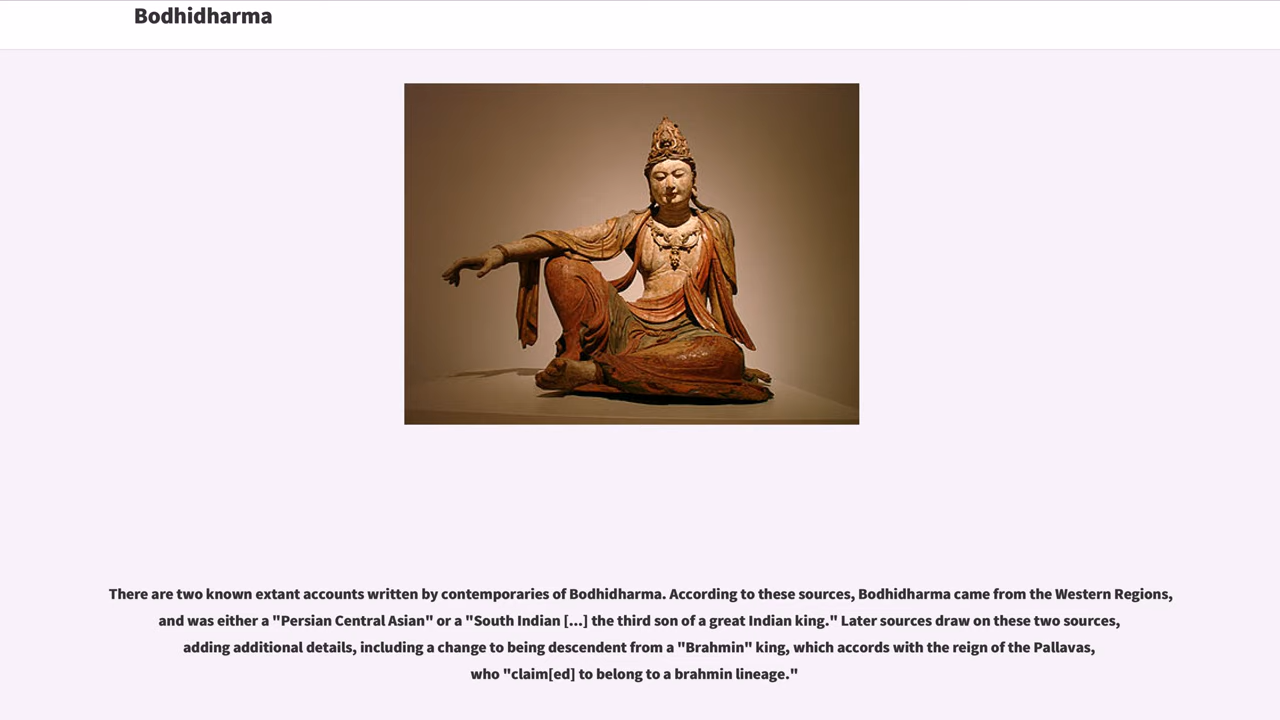 Bodhidharma
There are two known extant accounts written by contemporaries of Bodhidharma. According to these sources, Bodhidharma came from the Western Regions,
and was either a "Persian Central Asian" or a "South Indian [...] the third son of a great Indian king." Later sources draw on these two sources,
adding additional details, including a change to being descendent from a "Brahmin" king, which accords with the reign of the Pallavas,
who "claim[ed] to belong to a brahmin lineage."